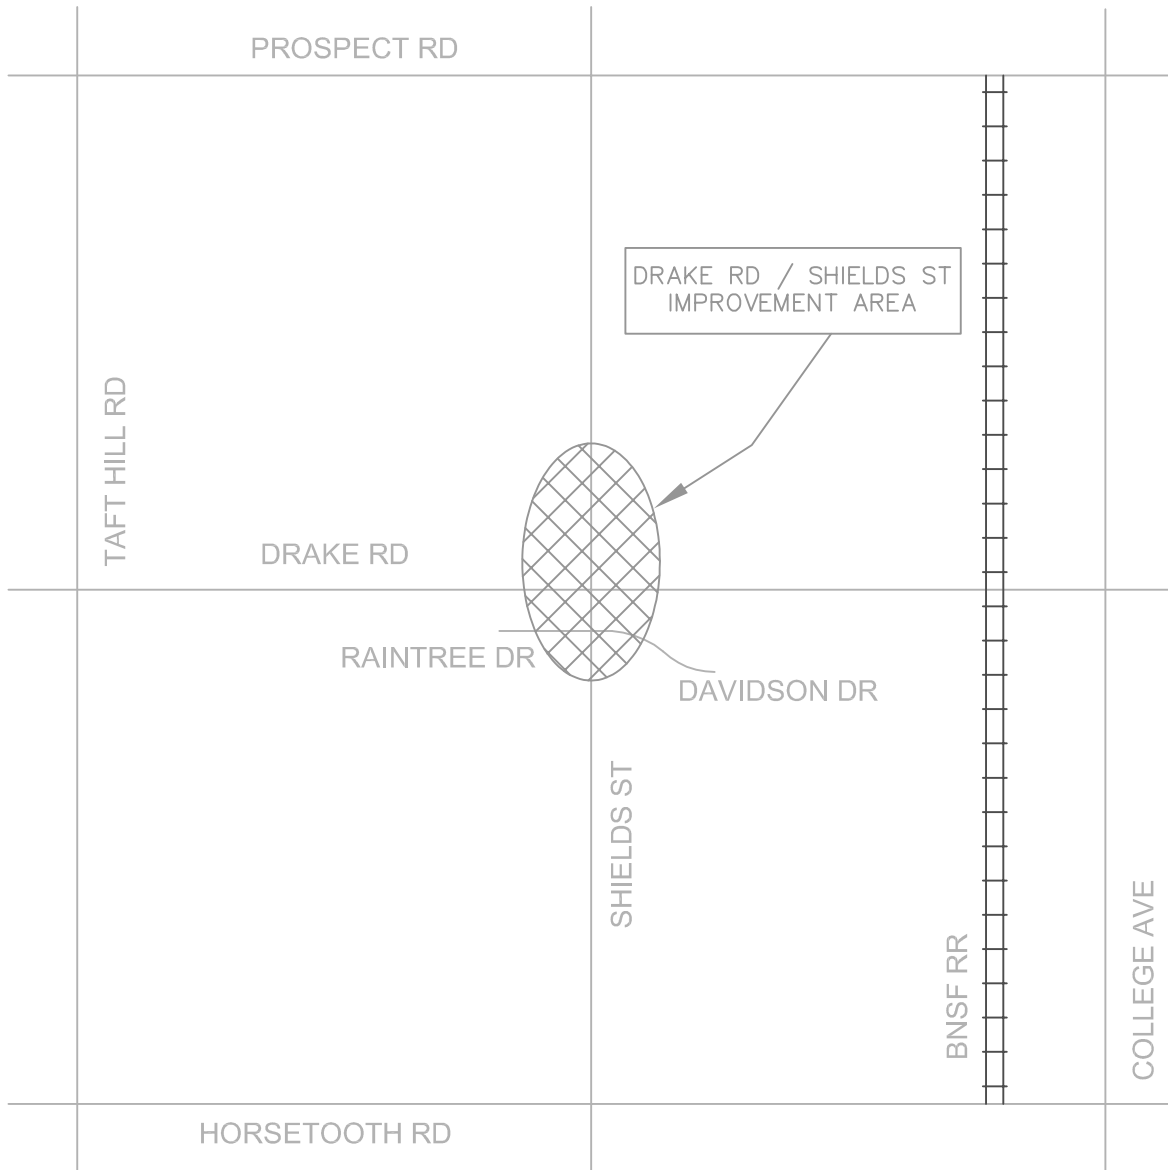 PROSPECT RD
DRAKE RD / SHIELDS ST
IMPROVEMENT AREA
TAFT HILL RD
DRAKE RD
RAINTREE DR
DAVIDSON DR
SHIELDS ST
BNSF RR
COLLEGE AVE
HORSETOOTH RD